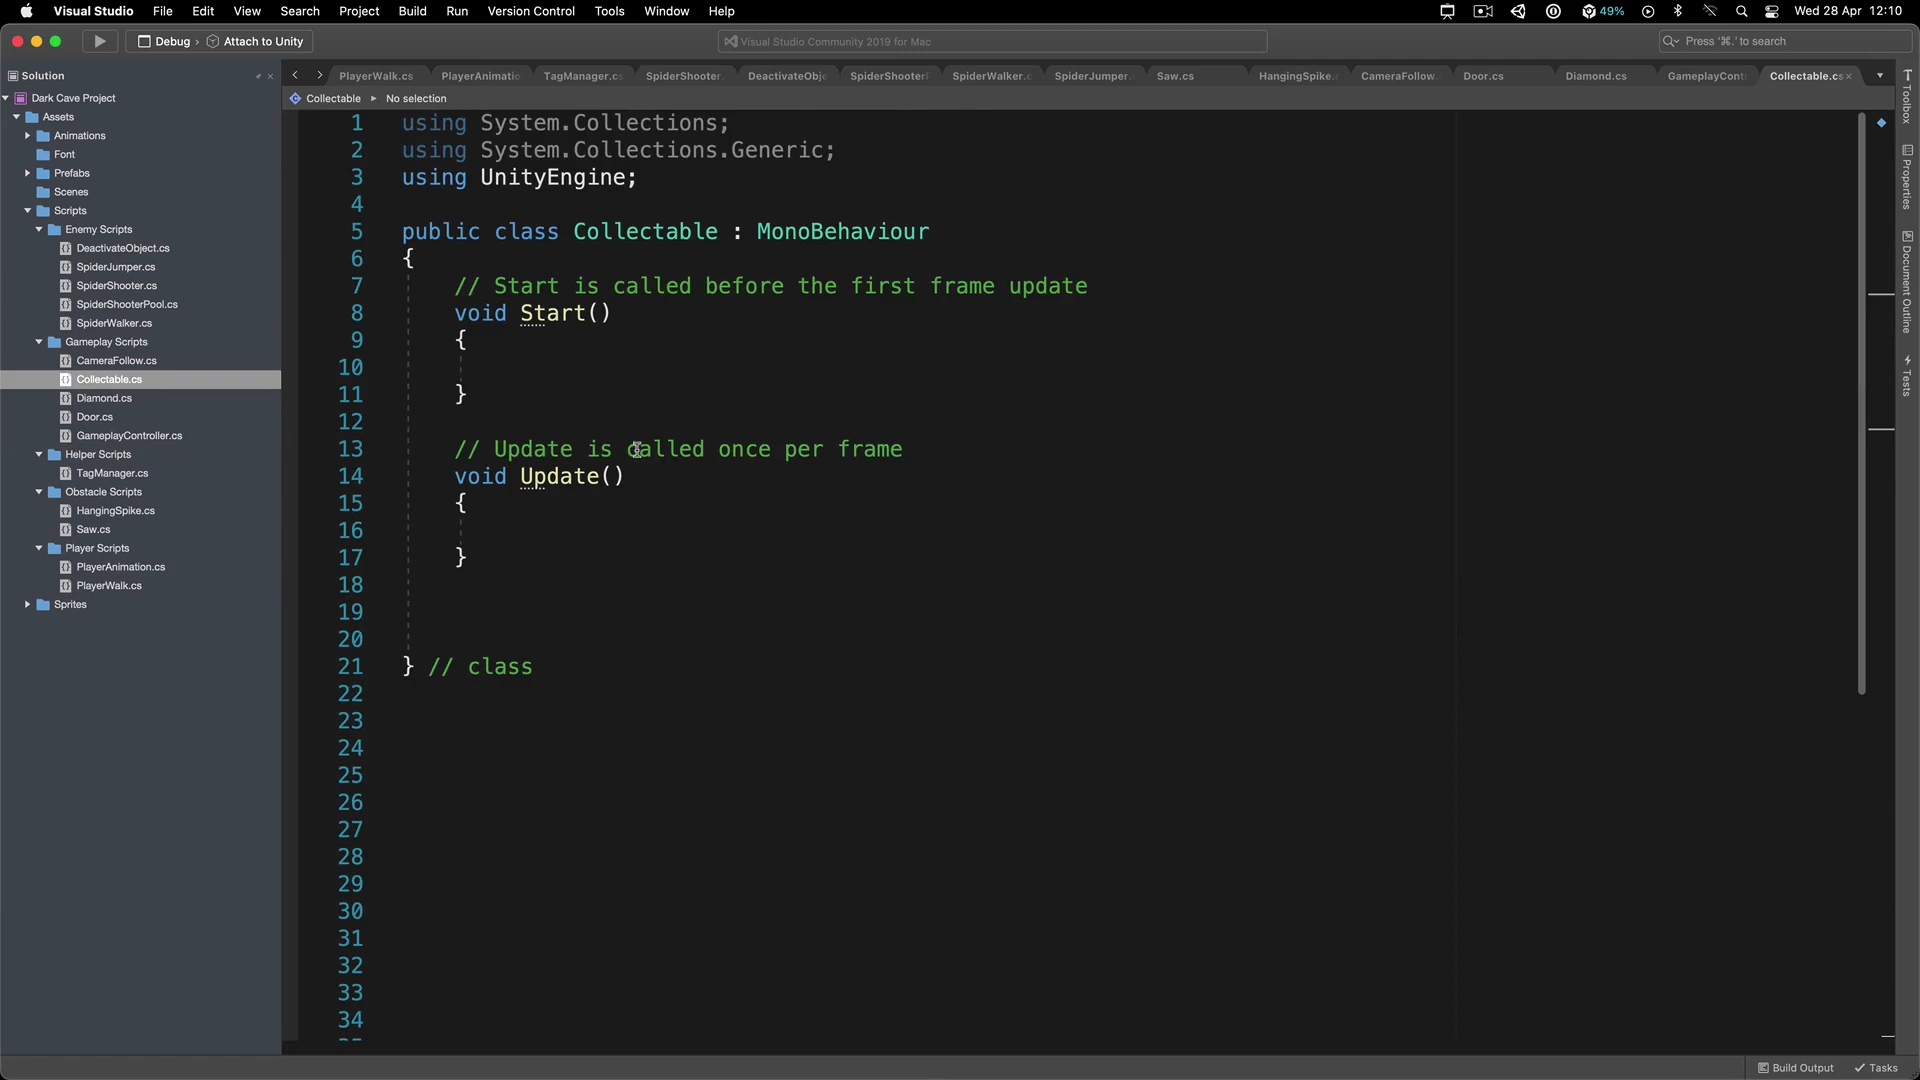 Visual Studio File Edit View Search Project Build Run Version Control Tools Window Help 49% Wed 28 Apr 12:10
Debug › Attach to Unity Visual Studio Community 2019 for Mac Press '⌘.' to search
Solution
PlayerWalk.cs PlayerAnimatio TagManager.cs SpiderShooter. DeactivateObje SpiderShooterP SpiderWalker.c SpiderJumper. Saw.cs HangingSpike.c CameraFollow. Door.cs Diamond.cs GameplayCont Collectable.cs
Collectable No selection
Dark Cave Project
Assets
Animations
Font
Prefabs
Scenes
Scripts
Enemy Scripts
DeactivateObject.cs
SpiderJumper.cs
SpiderShooter.cs
SpiderShooterPool.cs
SpiderWalker.cs
Gameplay Scripts
CameraFollow.cs
Collectable.cs
Diamond.cs
Door.cs
GameplayController.cs
Helper Scripts
TagManager.cs
Obstacle Scripts
HangingSpike.cs
Saw.cs
Player Scripts
PlayerAnimation.cs
PlayerWalk.cs
Sprites
1 using System.Collections;
2 using System.Collections.Generic;
3 using UnityEngine;
4
5 public class Collectable : MonoBehaviour
6 {
7 // Start is called before the first frame update
8 void Start()
9 {
10
11 }
12
13 // Update is called once per frame
14 void Update()
15 {
16
17 }
18
19
20
21 } // class
22
23
24
25
26
27
28
29
30
31
32
33
34
Toolbox
Properties
Document Outline
Tests
Build Output Tasks